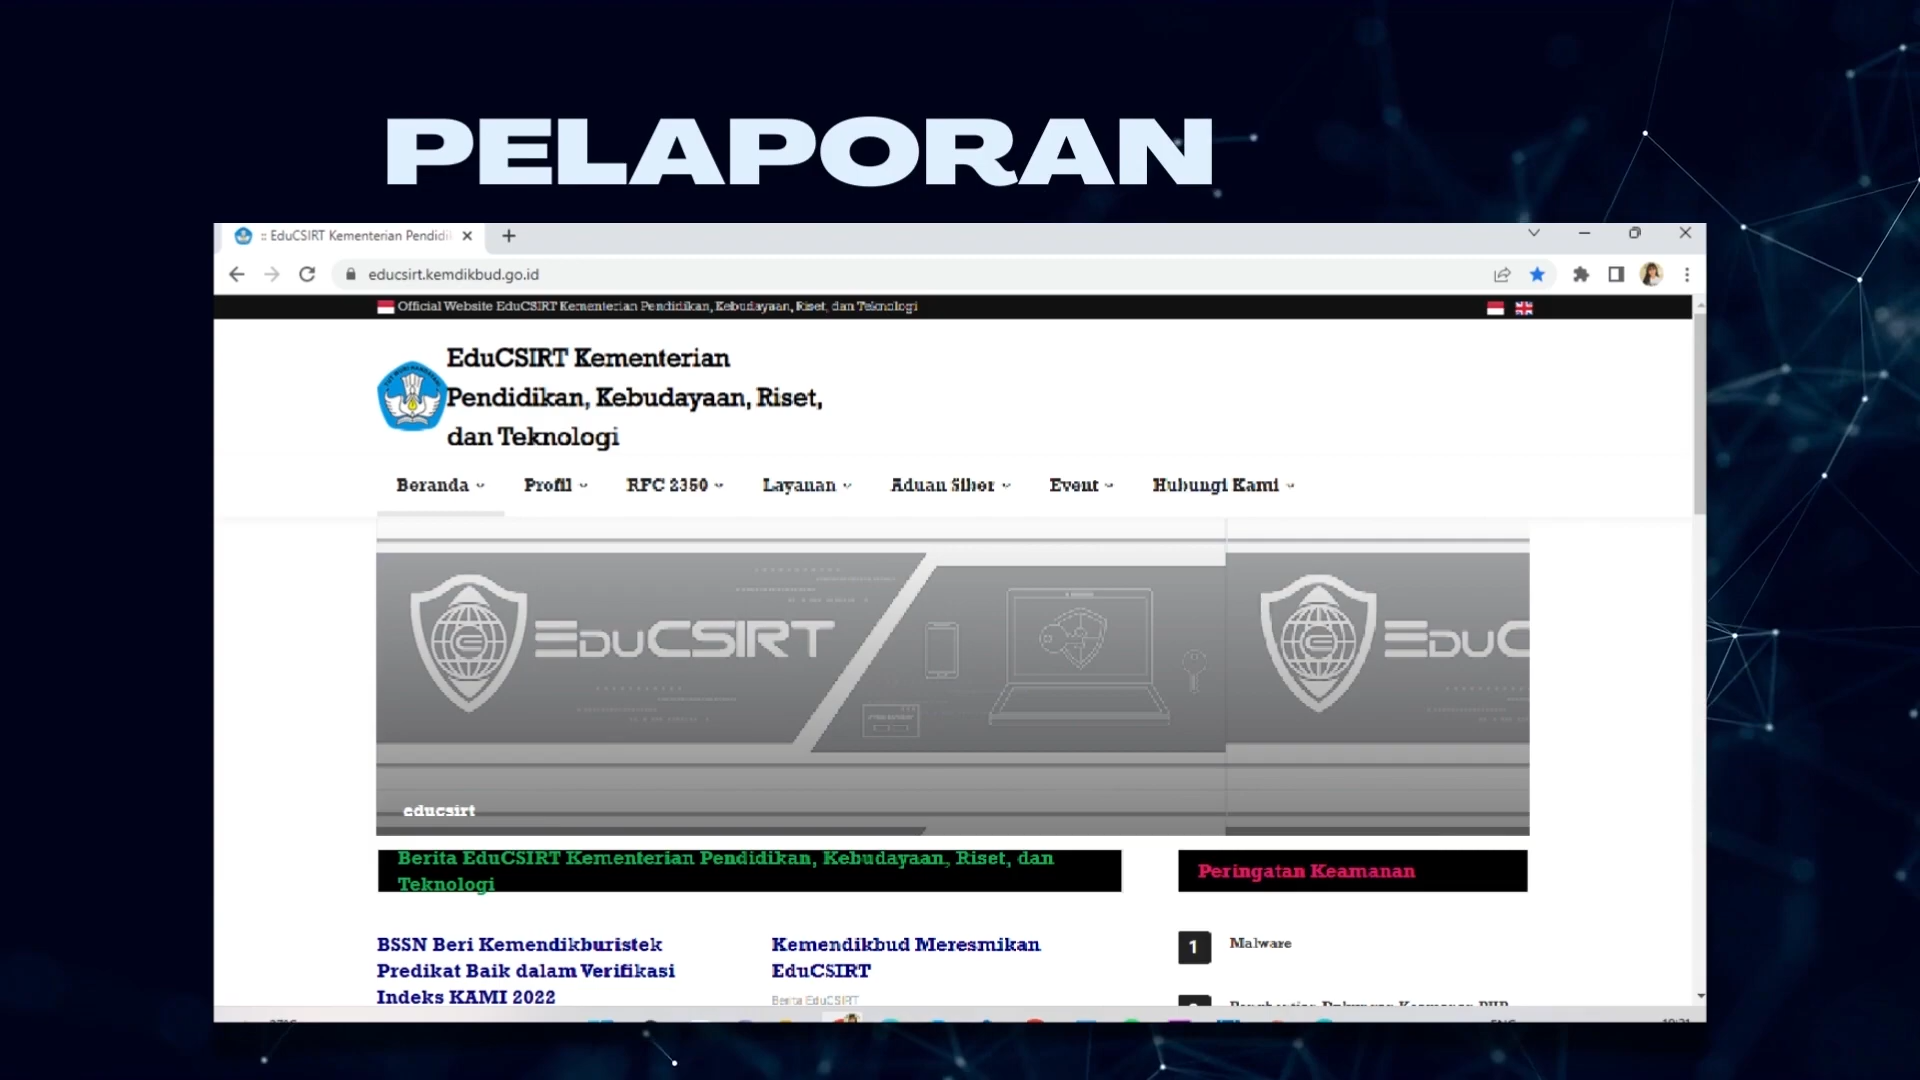 PELAPORAN
:: EduCSIRT Kementerian Pendidi
educsirt.kemdikbud.go.id
Official Website EduCSIRT Kementerian Pendidikan, Kebudayaan, Riset, dan Teknologi
EduCSIRT Kementerian
Pendidikan, Kebudayaan, Riset,
dan Teknologi
Beranda Profil RFC 2350 Layanan Aduan Siber Event Hubungi Kami
EDUCSIRT
EDUC
educsirt
Berita EduCSIRT Kementerian Pendidikan, Kebudayaan, Riset, dan
Teknologi
Peringatan Keamanan
BSSN Beri Kemendikburistek
Predikat Baik dalam Verifikasi
Indeks KAMI 2022
Kemendikbud Meresmikan
EduCSIRT
Berita EduCSIRT
1 Malware